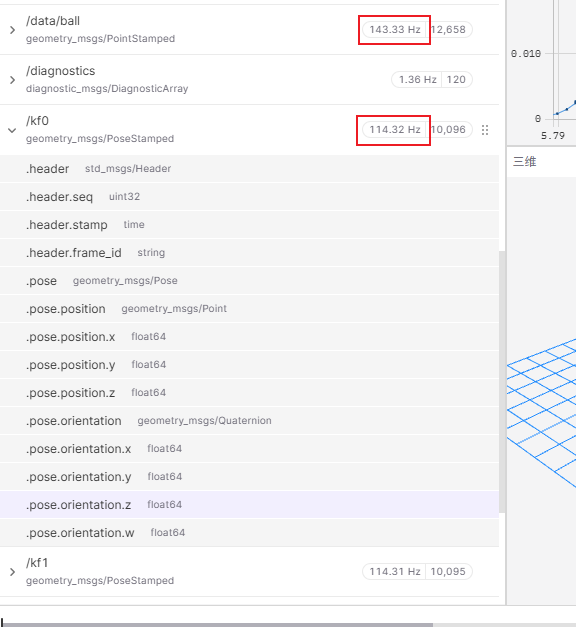 /data/ball
geometry_msgs/PointStamped
143.33 Hz 12,658
/diagnostics
diagnostic_msgs/DiagnosticArray
1.36 Hz 120
/kf0
geometry_msgs/PoseStamped
114.32 Hz 10,096
.header std_msgs/Header
.header.seq uint32
.header.stamp time
.header.frame_id string
.pose geometry_msgs/Pose
.pose.position geometry_msgs/Point
.pose.position.x float64
.pose.position.y float64
.pose.position.z float64
.pose.orientation geometry_msgs/Quaternion
.pose.orientation.x float64
.pose.orientation.y float64
.pose.orientation.z float64
.pose.orientation.w float64
/kf1
geometry_msgs/PoseStamped
114.31 Hz 10,095
0.010
0
5.79
三维